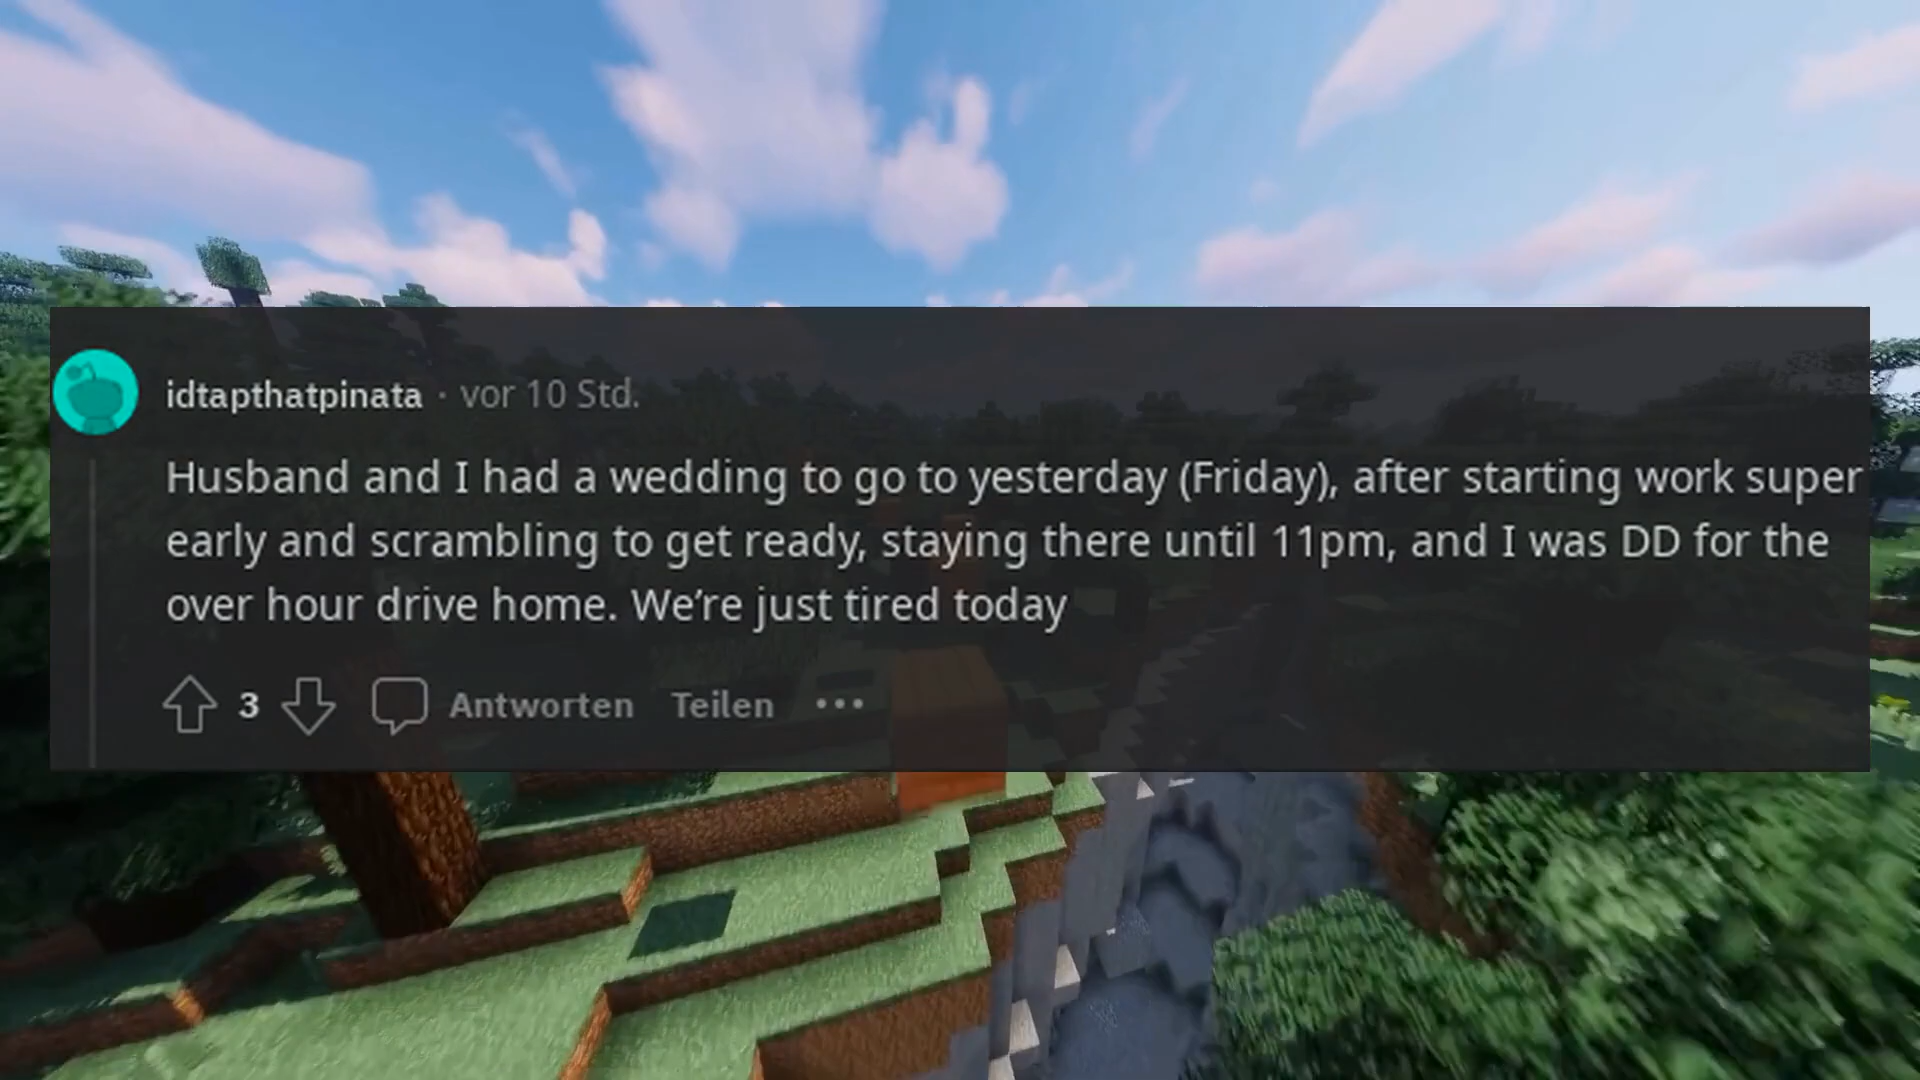 idtapthatpinata · vor 10 Std.
Husband and I had a wedding to go to yesterday (Friday), after starting work super
early and scrambling to get ready, staying there until 11pm, and I was DD for the
over hour drive home. We’re just tired today
3 Antworten Teilen •••